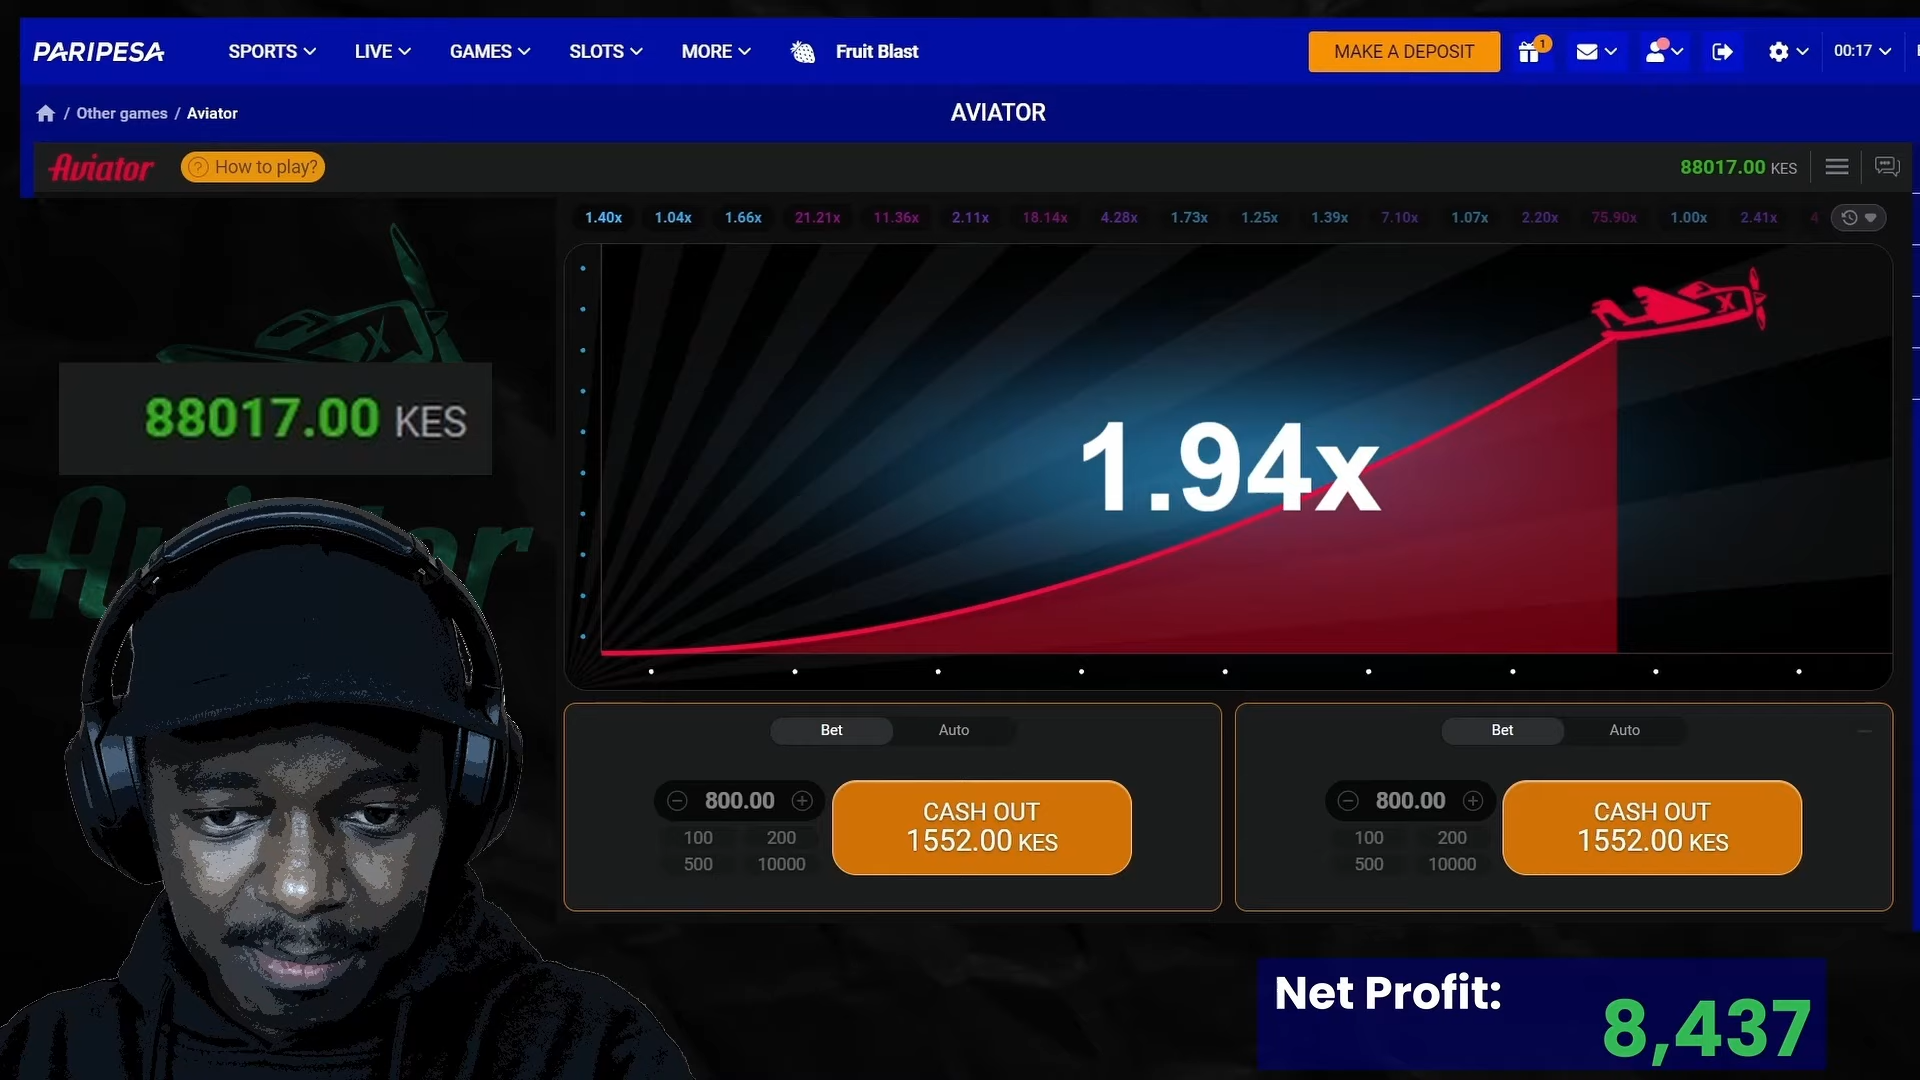 PARIPESA
SPORTS LIVE GAMES SLOTS MORE Fruit Blast MAKE A DEPOSIT 1 00:17
/ Other games / Aviator
AVIATOR
Aviator ? How to play? 88017.00 KES
1.40x 1.04x 1.66x 21.21x 11.36x 2.11x 18.14x 4.28x 1.73x 1.25x 1.39x 7.10x 1.07x 2.20x 75.90x 1.00x 2.41x 4
X
88017.00 KES
X
1.94x
Bet Auto
800.00
100 200
500 10000
CASH OUT
1552.00 KES
Bet Auto
800.00
100 200
500 10000
CASH OUT
1552.00 KES
Net Profit:
8,437